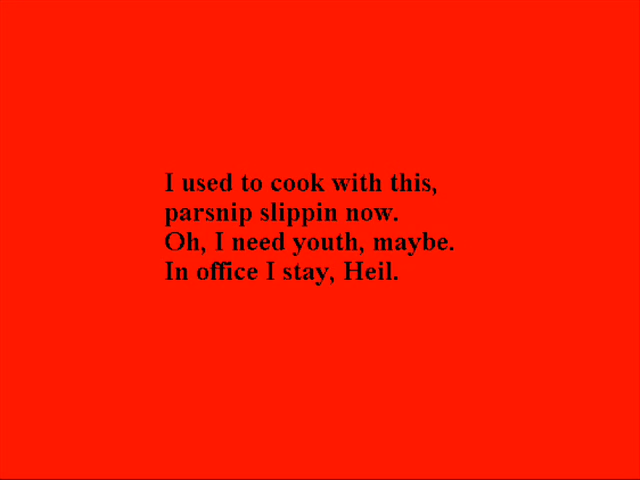 I used to cook with this,
parsnip slippin now.
Oh, I need youth, maybe.
In office I stay, Heil.